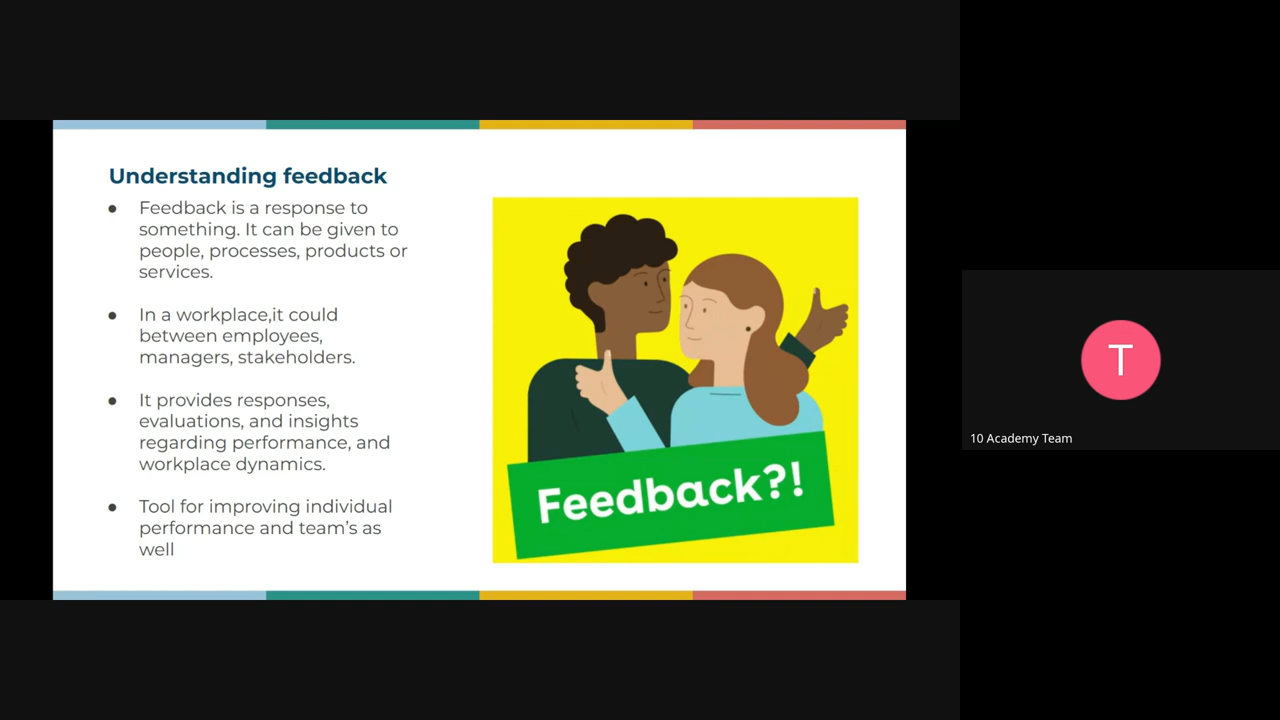 Understanding feedback
● Feedback is a response to
something. It can be given to
people, processes, products or
services.
● In a workplace,it could
between employees,
managers, stakeholders.
● It provides responses,
evaluations, and insights
regarding performance, and
workplace dynamics.
● Tool for improving individual
performance and team’s as
well
Feedback?!
T
10 Academy Team